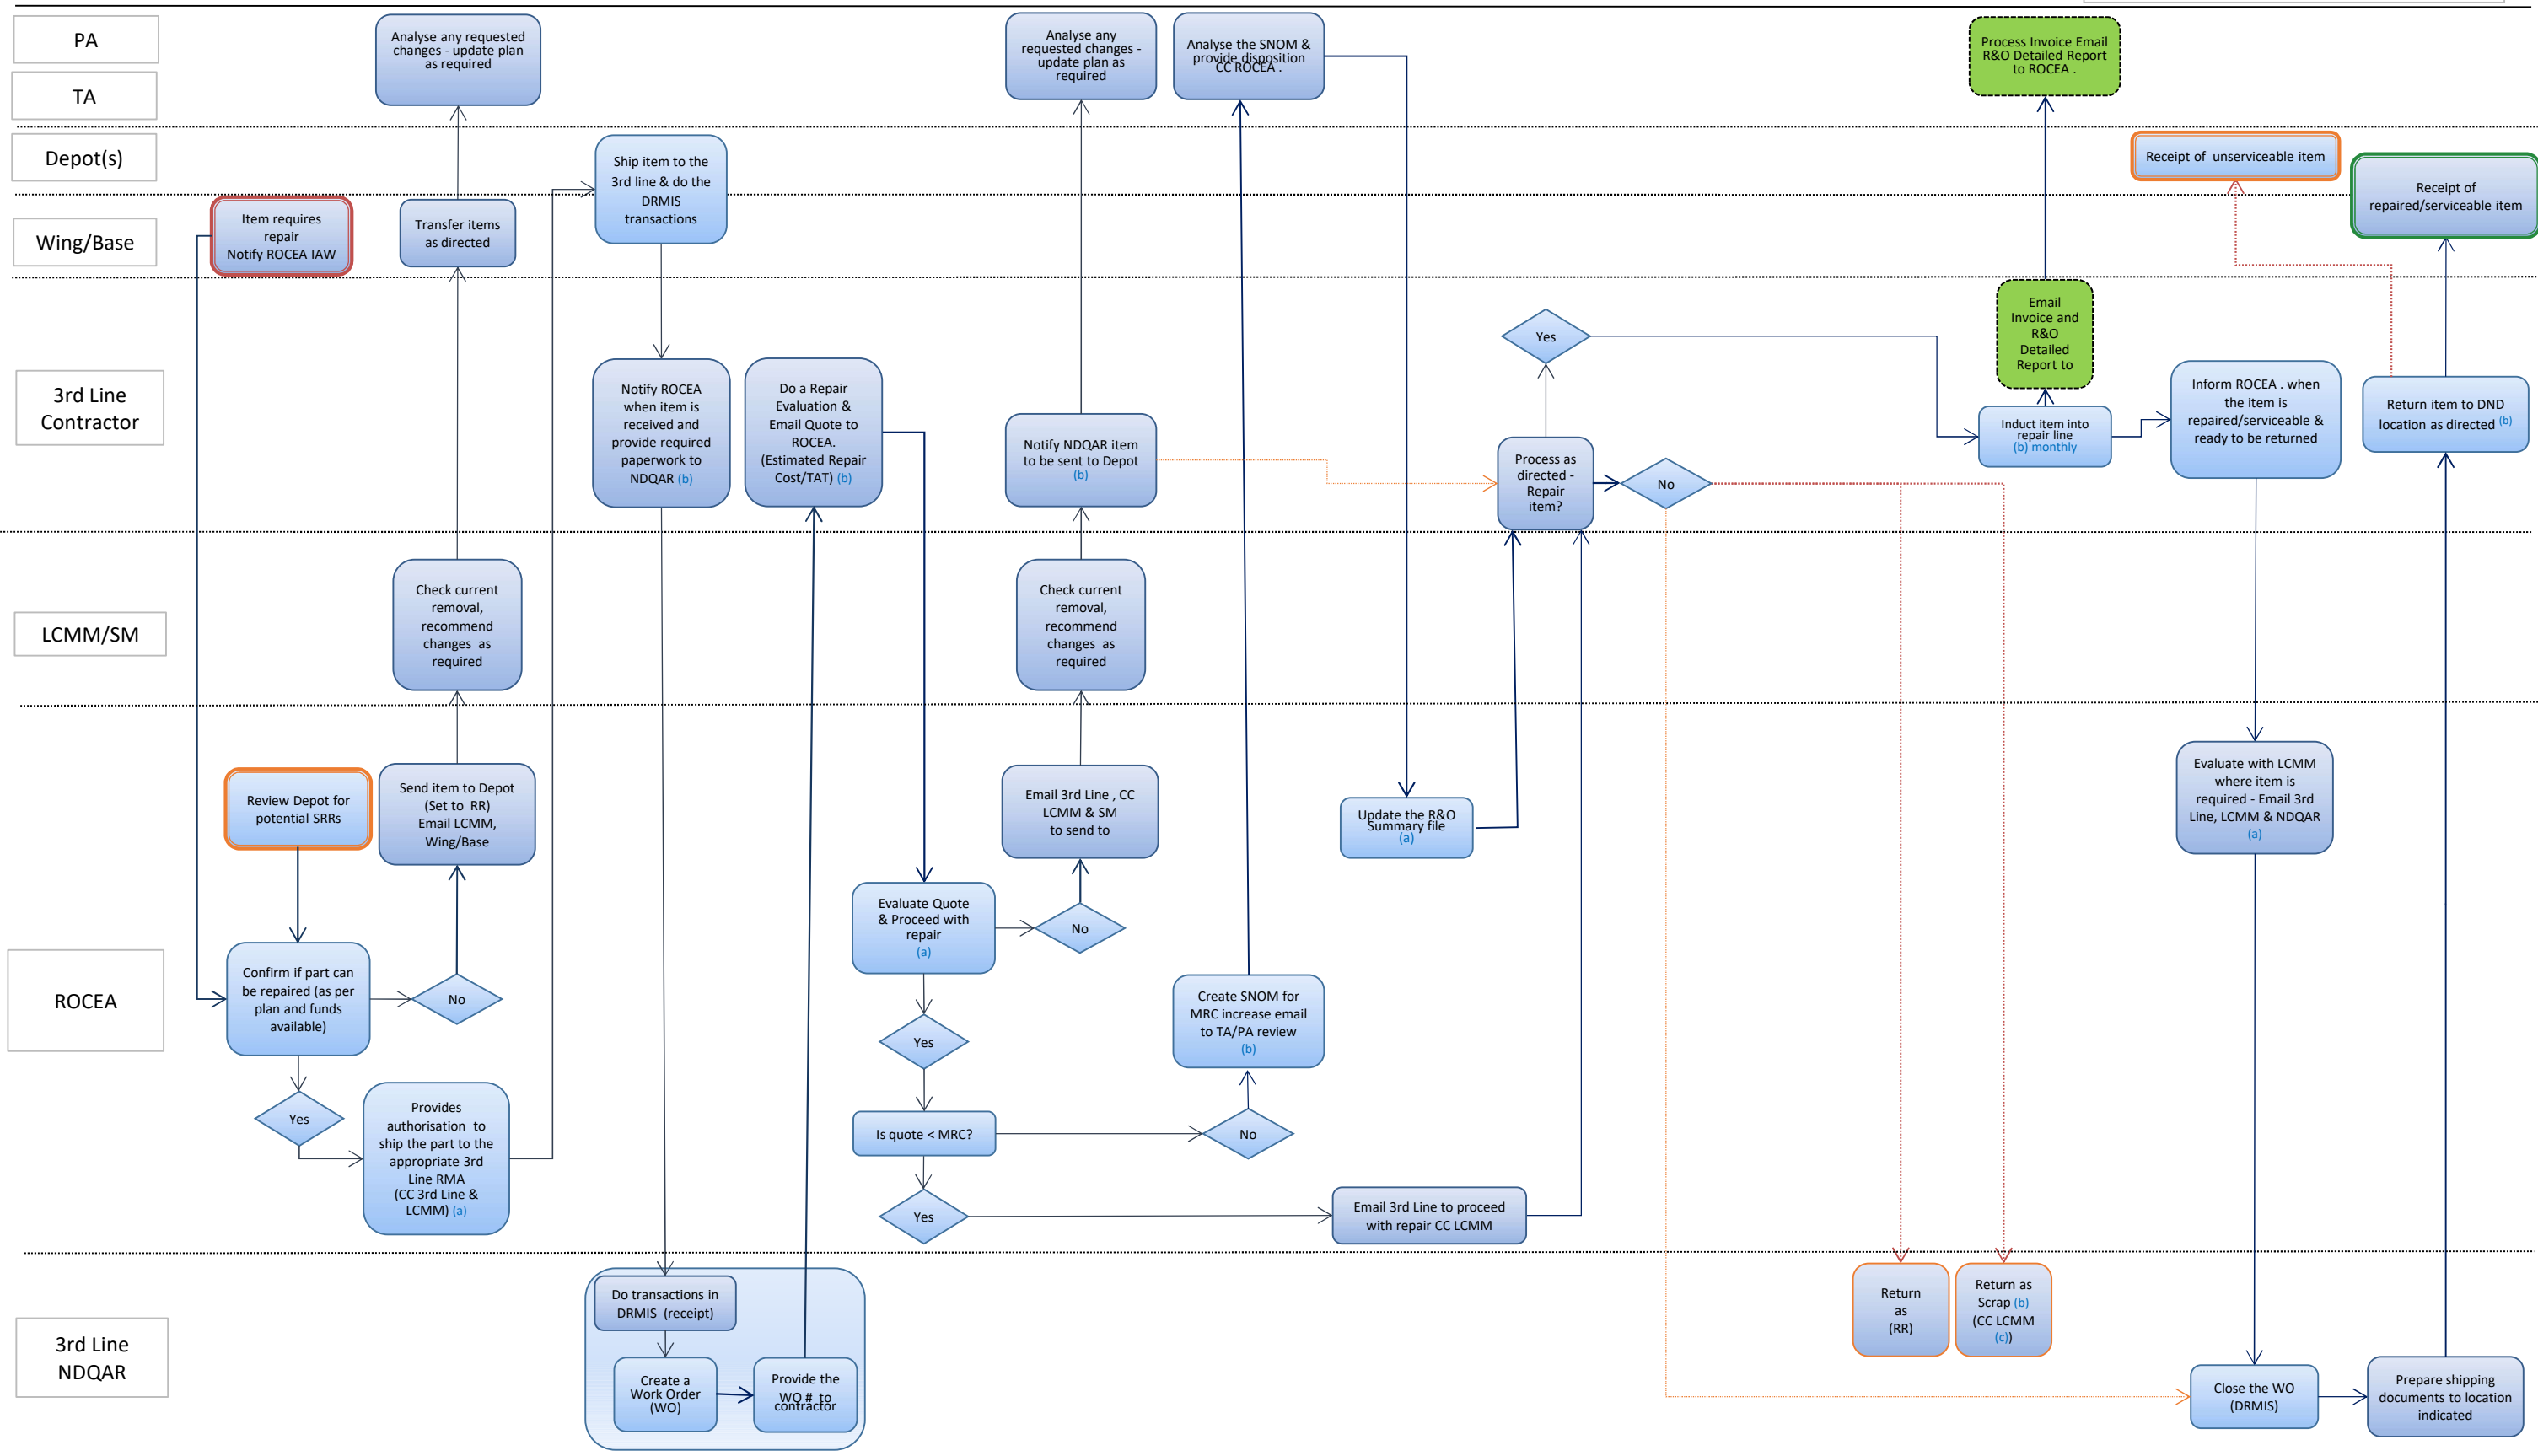 PA
TA
Depot(s)
Wing/Base
3rd Line
Contractor
LCMM/SM
ROCEA
3rd Line
NDQAR
Item requires
repair
Notify ROCEA IAW
Review Depot for
potential SRRs
Confirm if part can
be repaired (as per
plan and funds
available)
Yes
No
Provides
authorisation to
ship the part to the
appropriate 3rd
Line RMA
(CC 3rd Line &
LCMM) (a)
Send item to Depot
(Set to RR)
Email LCMM,
Wing/Base
Check current
removal,
recommend
changes as
required
Transfer items
as directed
Analyse any requested
changes - update plan
as required
Ship item to the
3rd line & do the
DRMIS
transactions
Notify ROCEA
when item is
received and
provide required
paperwork to
NDQAR (b)
Do transactions in
DRMIS (receipt)
Create a
Work Order
(WO)
Provide the
WO # to
contractor
Do a Repair
Evaluation &
Email Quote to
ROCEA.
(Estimated Repair
Cost/TAT) (b)
Evaluate Quote
& Proceed with
repair
(a)
No
Yes
Is quote < MRC?
No
Yes
Email 3rd Line , CC
LCMM & SM
to send to
Check current
removal,
recommend
changes as
required
Notify NDQAR item
to be sent to Depot
(b)
Analyse any
requested changes -
update plan as
required
Create SNOM for
MRC increase email
to TA/PA review
(b)
Analyse the SNOM &
provide disposition
CC ROCEA .
Update the R&O
Summary file
(a)
Email 3rd Line to proceed
with repair CC LCMM
Process as
directed -
Repair
item?
Yes
No
Return
as
(RR)
Return as
Scrap (b)
(CC LCMM
(c))
Induct item into
repair line
(b) monthly
Email
Invoice and
R&O
Detailed
Report to
Process Invoice Email
R&O Detailed Report
to ROCEA .
Inform ROCEA . when
the item is
repaired/serviceable &
ready to be returned
Evaluate with LCMM
where item is
required - Email 3rd
Line, LCMM & NDQAR
(a)
Close the WO
(DRMIS)
Prepare shipping
documents to location
indicated
Return item to DND
location as directed (b)
Receipt of unserviceable item
Receipt of
repaired/serviceable item